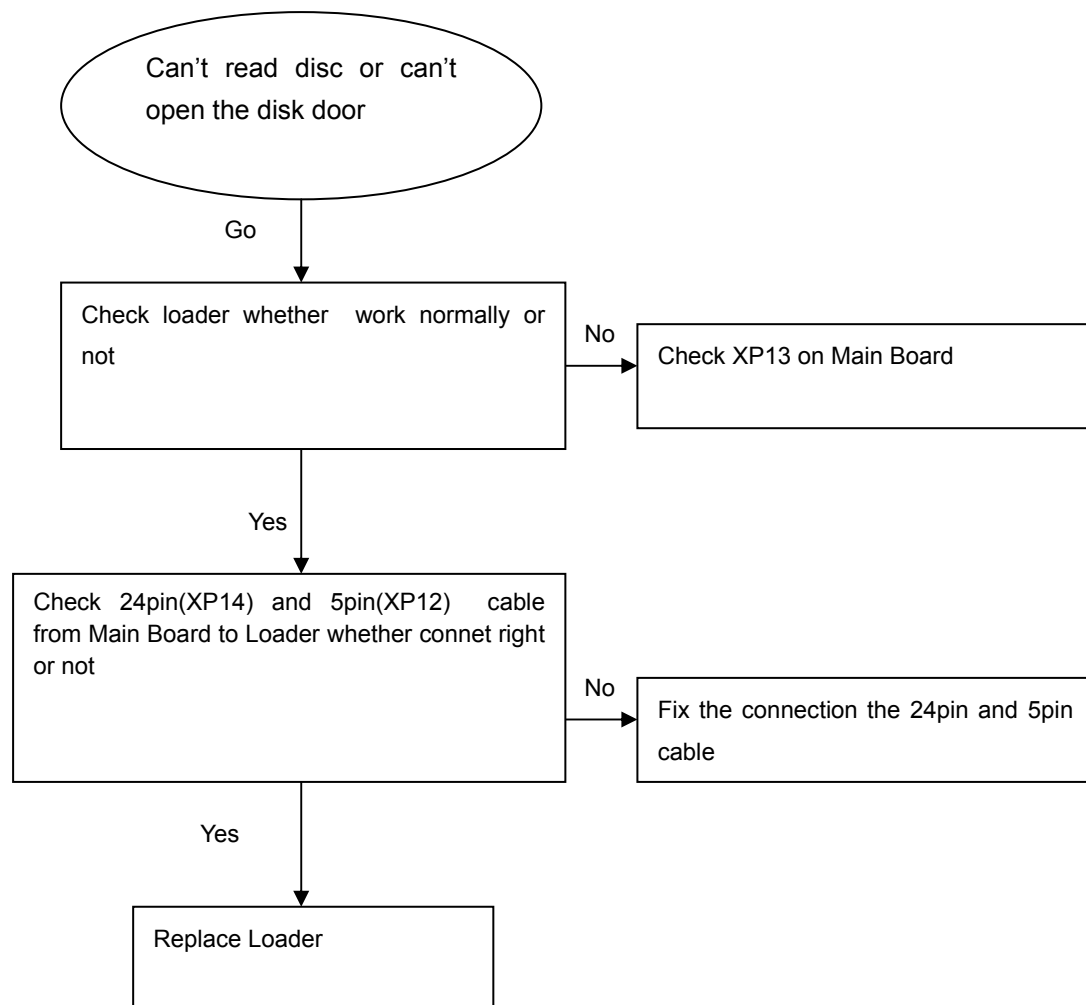 Can’t read disc or can’t
open the disk door
Go
Check loader whether work normally or
not
No
Check XP13 on Main Board
Yes
Check 24pin(XP14) and 5pin(XP12) cable
from Main Board to Loader whether connet right
or not
No
Fix the connection the 24pin and 5pin
cable
Yes
Replace Loader